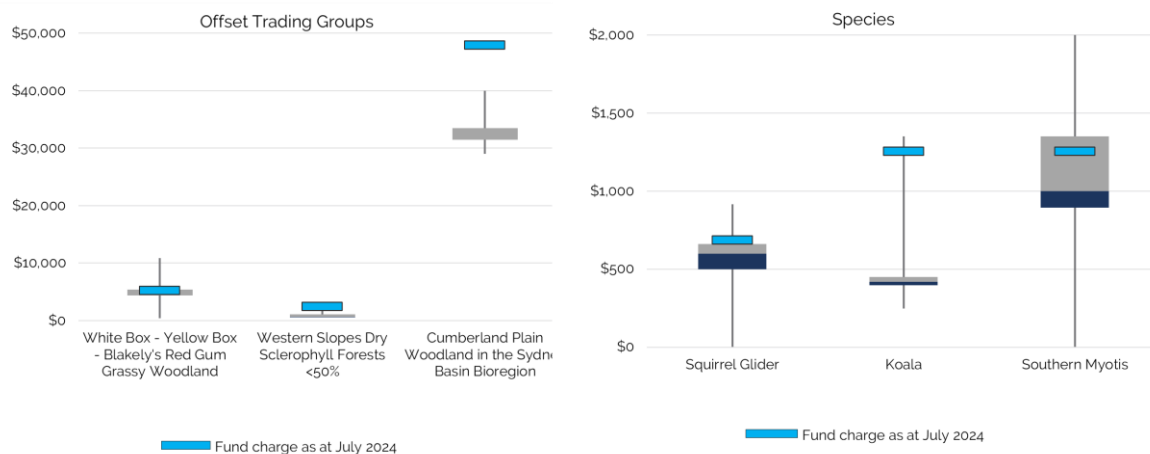 Offset Trading Groups
$50,000
$40,000
$30,000
$20,000
$10,000
$0
White Box - Yellow Box
- Blakely's Red Gum
Grassy Woodland
Western Slopes Dry
Sclerophyll Forests
<50%
Cumberland Plain
Woodland in the Sydne
Basin Bioregion
Fund charge as at July 2024
Species
$2,000
$1,500
$1,000
$500
$0
Squirrel Glider
Koala
Southern Myotis
Fund charge as at July 2024